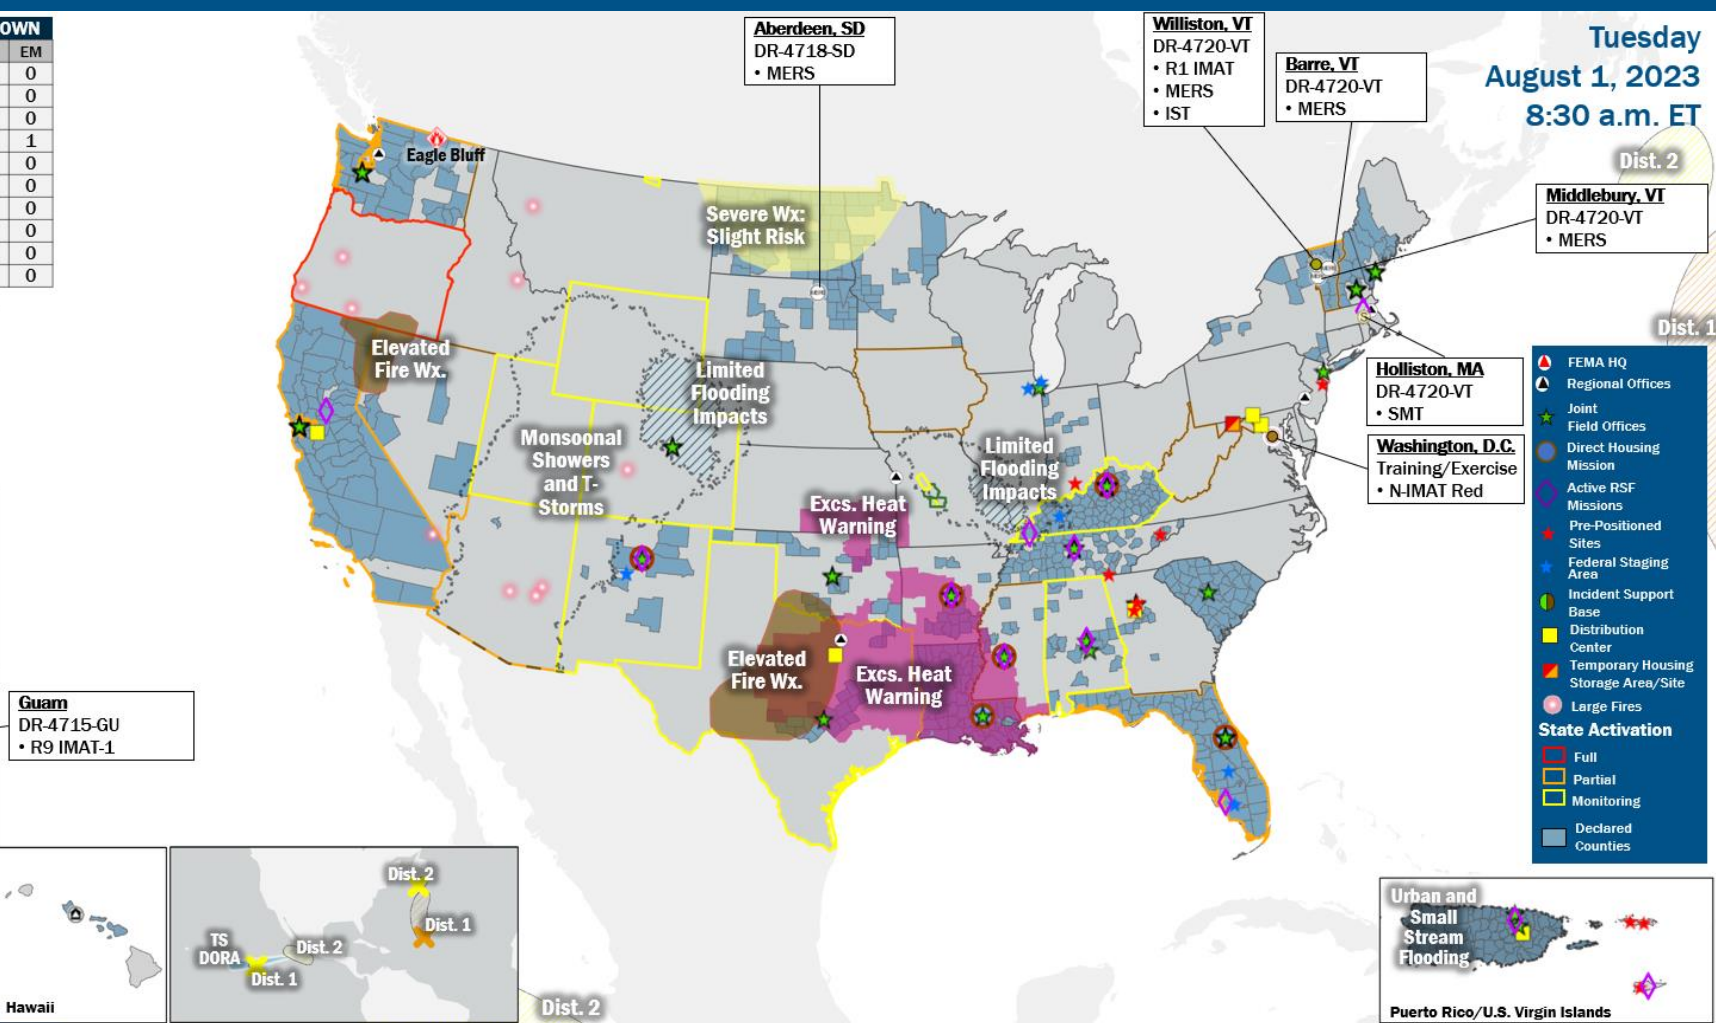 OWN
EM
0
0
0
1
0
0
0
0
0
0
Aberdeen, SD
DR-4718-SD
• MERS
Williston, VT
DR-4720-VT
• R1 IMAT
• MERS
• IST
Barre, VT
DR-4720-VT
• MERS
Tuesday
August 1, 2023
8:30 a.m. ET
Dist. 2
Middlebury, VT
DR-4720-VT
• MERS
Dist. 1
Eagle Bluff
Severe Wx:
Slight Risk
Elevated
Fire Wx.
Limited
Flooding
Impacts
Monsoonal
Showers
and T-
Storms
Limited
Flooding
Impacts
Excs. Heat
Warning
Elevated
Fire Wx.
Excs. Heat
Warning
Holliston, MA
DR-4720-VT
• SMT
Washington, D.C.
Training/Exercise
• N-IMAT Red
FEMA HQ
Regional Offices
Joint
Field Offices
Direct Housing
Mission
Active RSF
Missions
Pre-Positioned
Sites
Federal Staging
Area
Incident Support
Base
Distribution
Center
Temporary Housing
Storage Area/Site
Large Fires
State Activation
Full
Partial
Monitoring
Declared
Counties
Guam
DR-4715-GU
• R9 IMAT-1
Hawaii
Dist. 2
Dist. 1
TS
DORA
Dist. 2
Dist. 1
Dist. 2
Urban and
Small
Stream
Flooding
Puerto Rico/U.S. Virgin Islands